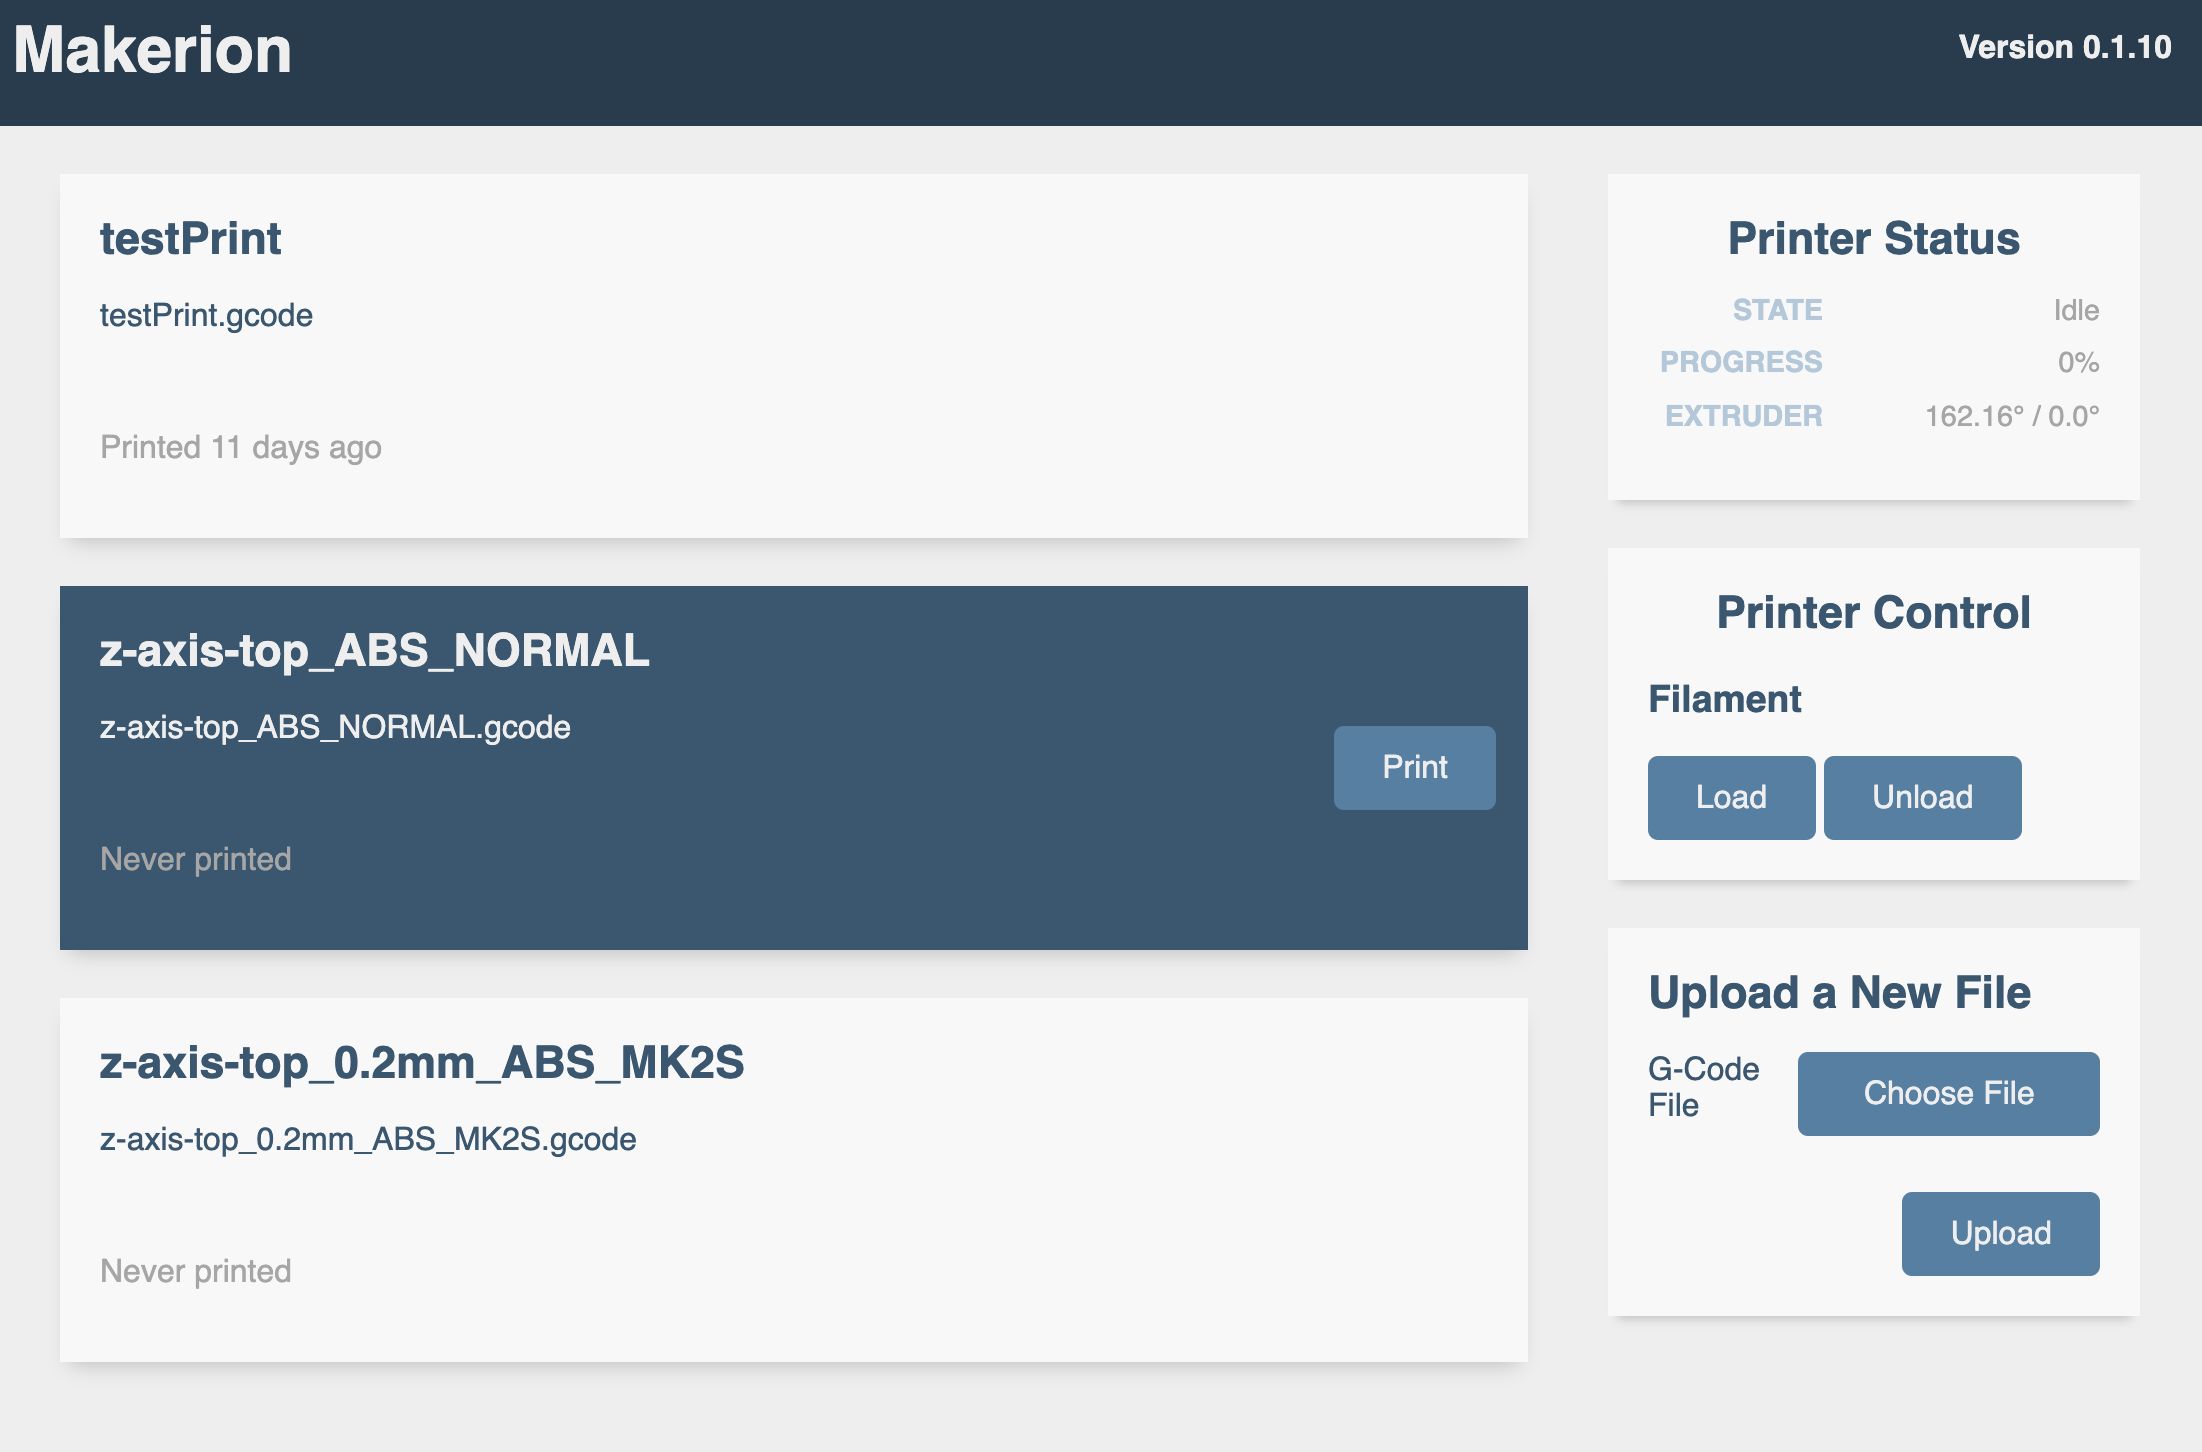 Makerion
Version 0.1.10
testPrint
testPrint.gcode
Printed 11 days ago
z-axis-top_ABS_NORMAL
z-axis-top_ABS_NORMAL.gcode
Print
Never printed
z-axis-top_0.2mm_ABS_MK2S
z-axis-top_0.2mm_ABS_MK2S.gcode
Never printed
Printer Status
STATE Idle
PROGRESS 0%
EXTRUDER 162.16° / 0.0°
Printer Control
Filament
Load Unload
Upload a New File
G-Code
File
Choose File
Upload